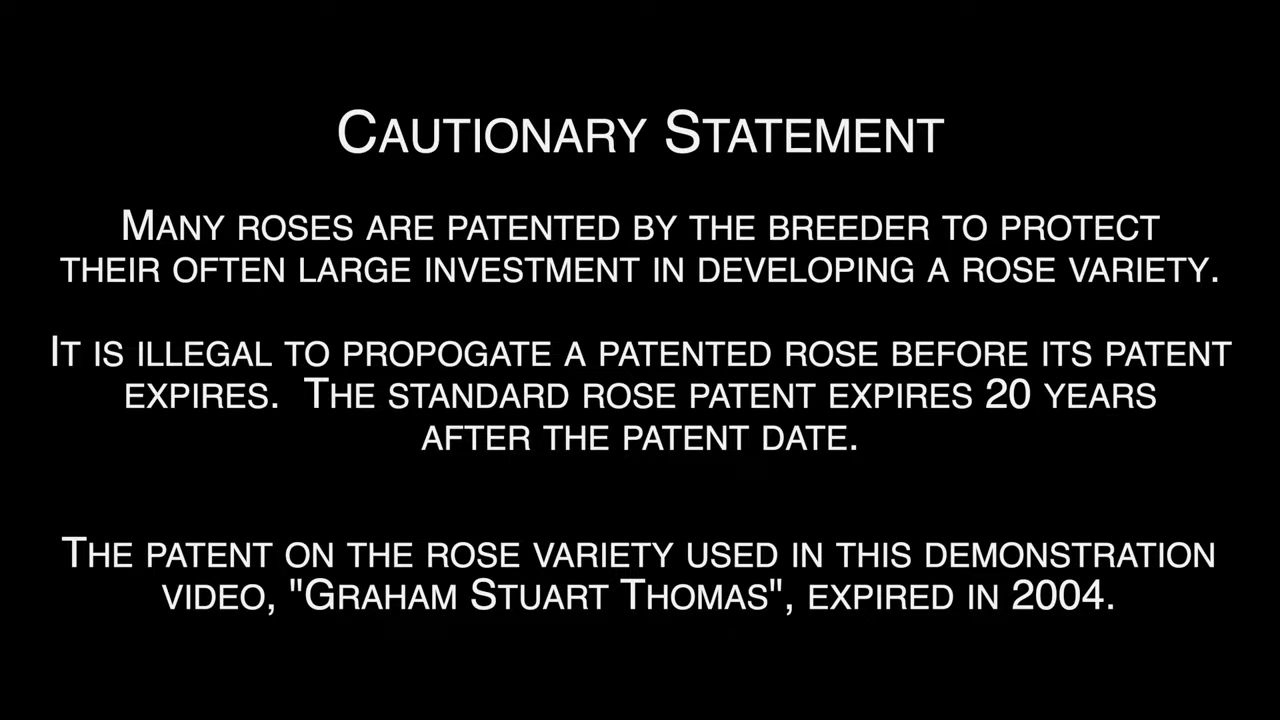 Cautionary Statement
Many roses are patented by the breeder to protect
their often large investment in developing a rose variety.
It is illegal to propogate a patented rose before its patent
expires.  The standard rose patent expires 20 years
after the patent date.
The patent on the rose variety used in this demonstration
video, "Graham Stuart Thomas", expired in 2004.